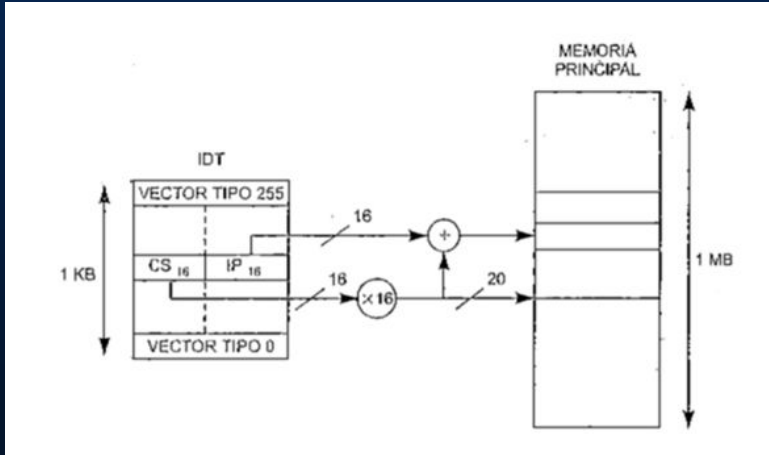 MEMORIA
PRINCIPAL
IDT
VECTOR TIPO 255
16
CS 16 IP 16
1 KB
16
×16
20
1 MB
VECTOR TIPO 0